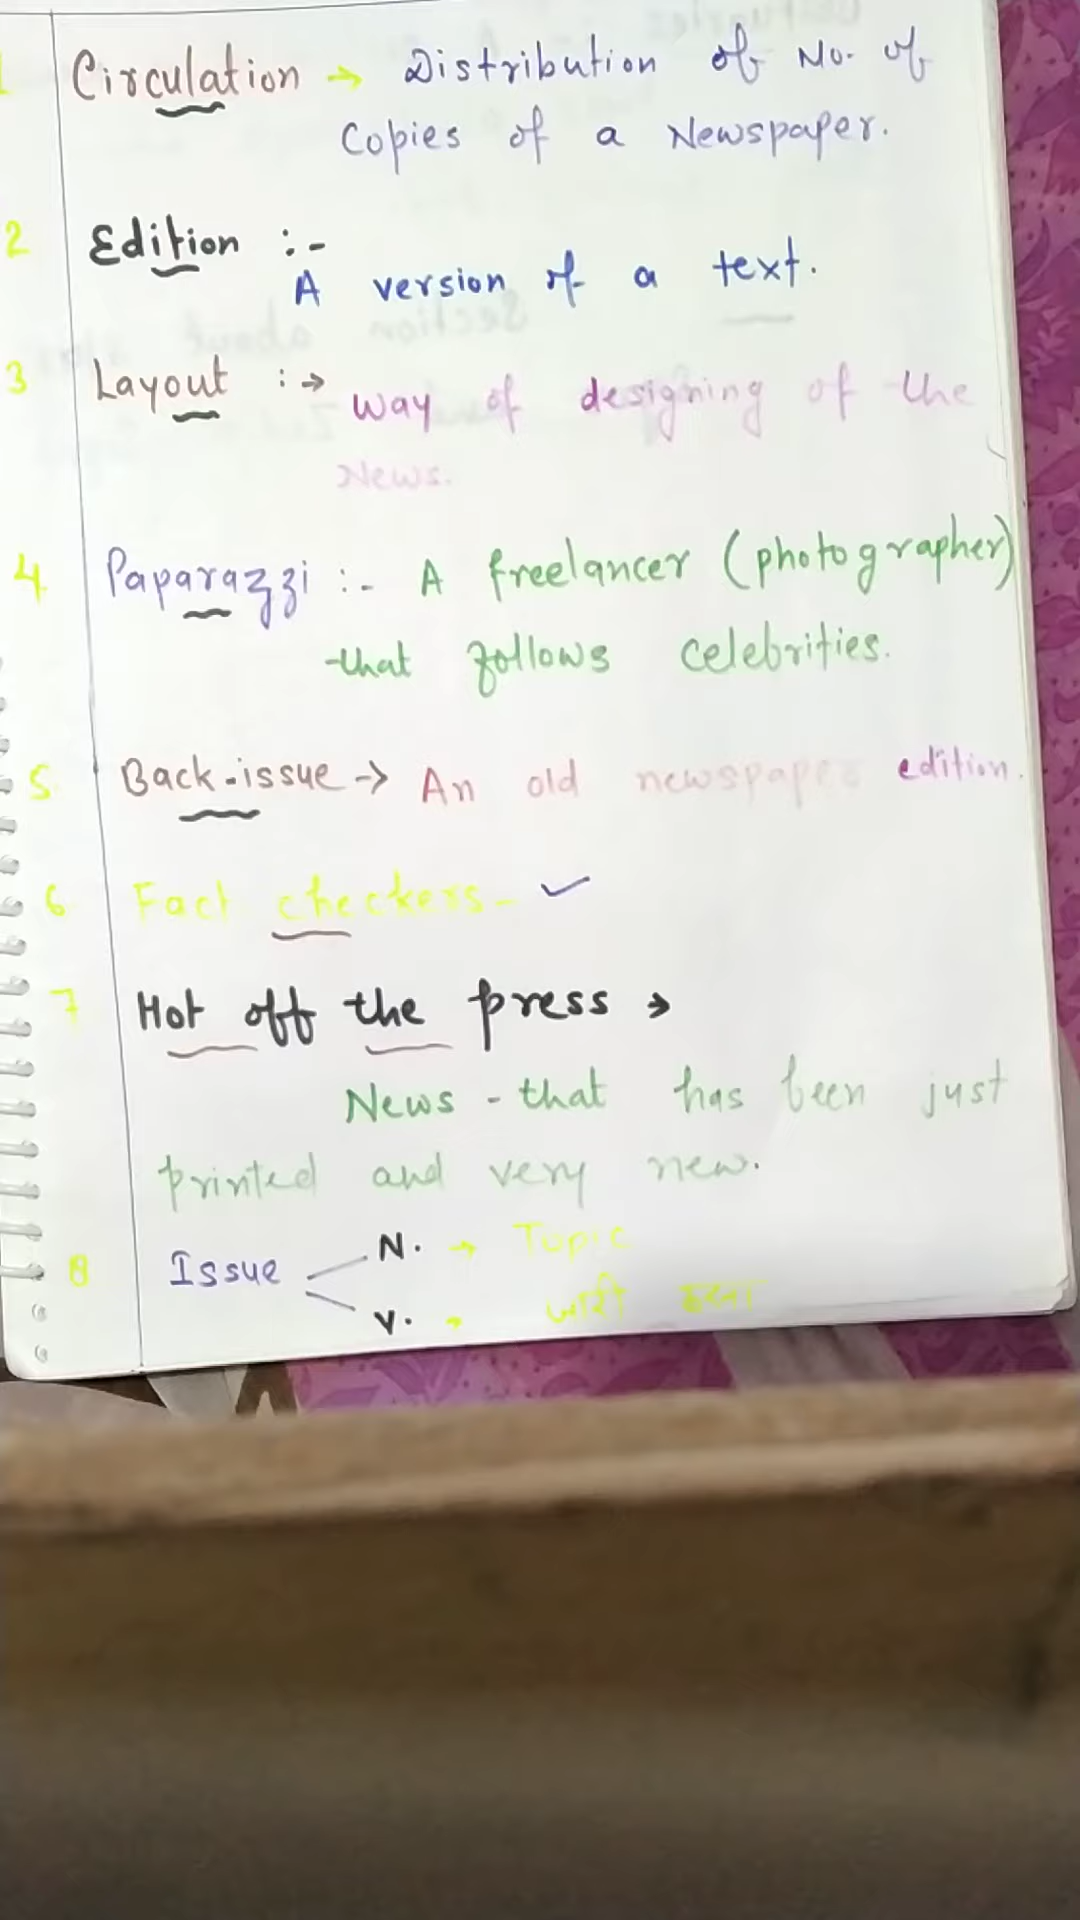 1 Circulation → Distribution of No. of
Copies of a Newspaper.
2 Edition :-
A version of a text.
3 Layout :→ way of designing of the
News.
4 Paparazzi :- A freelancer (photographer)
that follows celebrities.
5 Back-issue → An old newspaper edition.
6 Fact checkers - ✓
7 Hot off the press →
News - that has been just
printed and very new.
8 Issue N. → Topic
V. → जारी करना